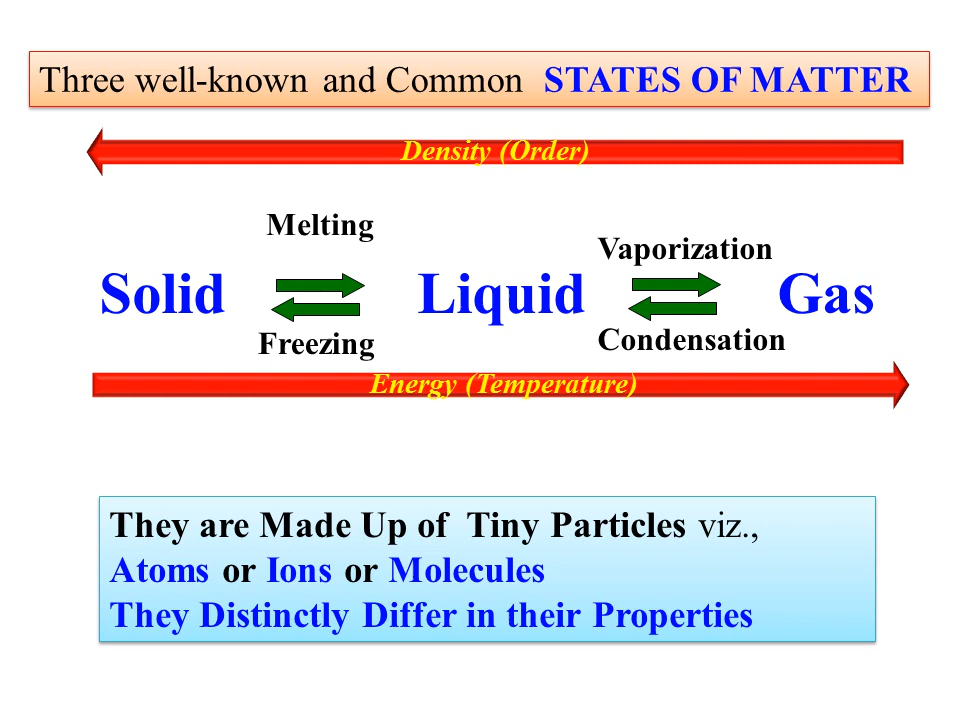 Three well-known and Common STATES OF MATTER
Density (Order)
Melting
Vaporization
Solid Liquid Gas
Freezing
Condensation
Energy (Temperature)
They are Made Up of Tiny Particles viz.,
Atoms or Ions or Molecules
They Distinctly Differ in their Properties